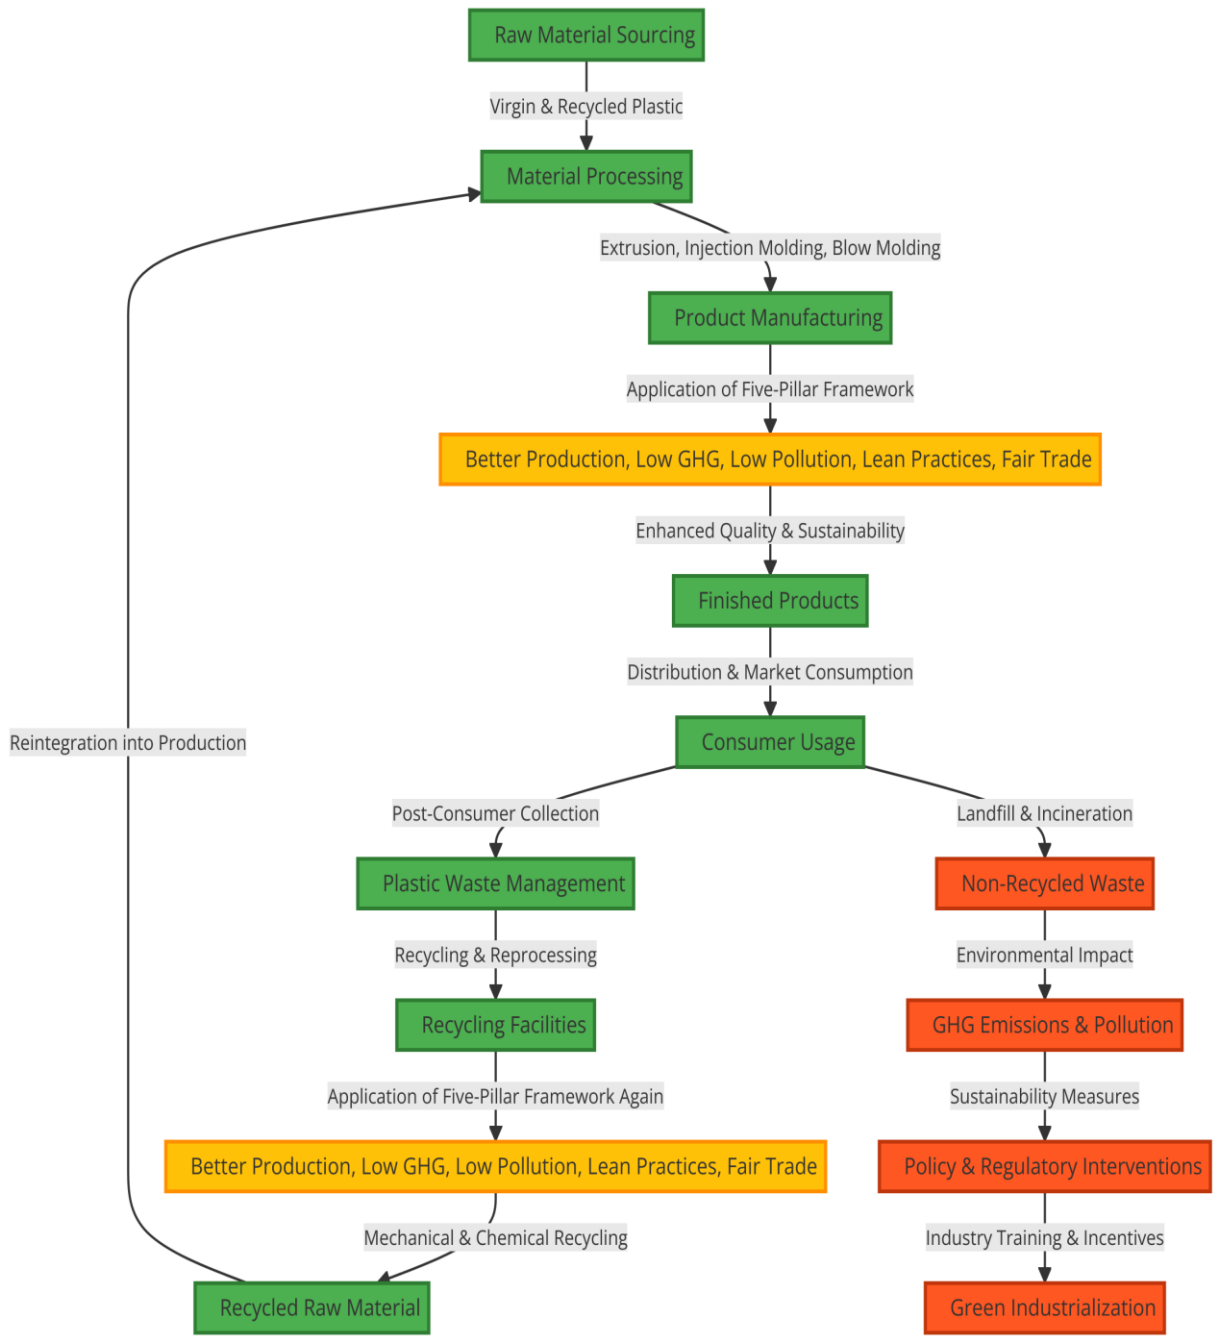 Raw Material Sourcing
Virgin & Recycled Plastic
Material Processing
Extrusion, Injection Molding, Blow Molding
Product Manufacturing
Application of Five-Pillar Framework
Better Production, Low GHG, Low Pollution, Lean Practices, Fair Trade
Enhanced Quality & Sustainability
Finished Products
Distribution & Market Consumption
Consumer Usage
Reintegration into Production
Post-Consumer Collection
Landfill & Incineration
Plastic Waste Management
Non-Recycled Waste
Recycling & Reprocessing
Environmental Impact
Recycling Facilities
GHG Emissions & Pollution
Application of Five-Pillar Framework Again
Sustainability Measures
Better Production, Low GHG, Low Pollution, Lean Practices, Fair Trade
Policy & Regulatory Interventions
Mechanical & Chemical Recycling
Industry Training & Incentives
Recycled Raw Material
Green Industrialization